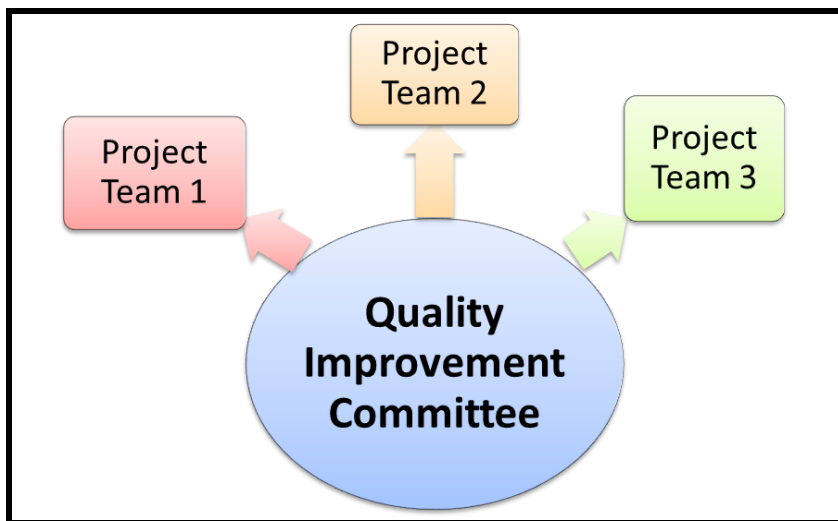 Project
Team 1
Project
Team 2
Project
Team 3
Quality
Improvement
Committee